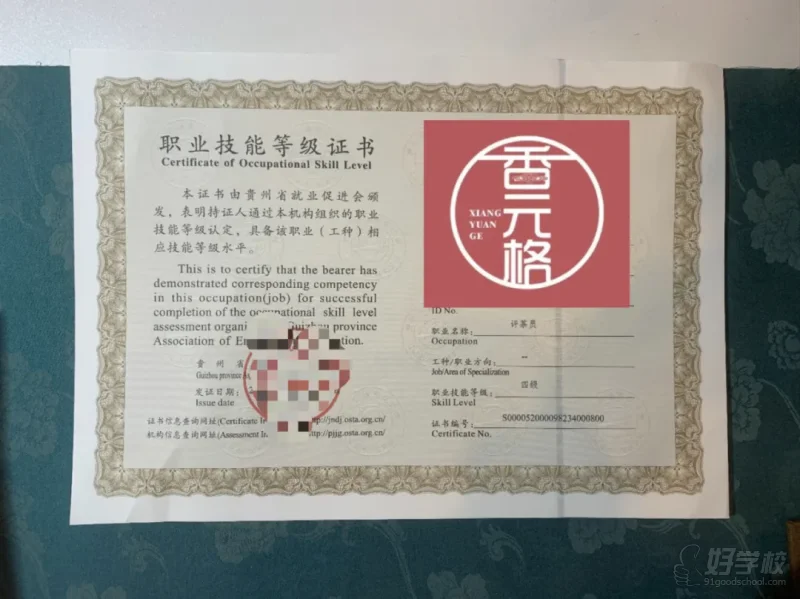 职业技能等级证书
Certificate of Occupational Skill Level
本证书由贵州省就业促进会颁
发，表明持证人通过本机构组织的职业
技能等级认定，具备该职业（工种）相
应技能等级水平。
This is to certify that the bearer has
demonstrated corresponding competency
in this occupation(job) for successful
completion of the occupational skill level
assessment organi Guizhou province
Association of En tion.
贵州省
Guizhou province
发证日期：
Issue date
证书信息查询网址(Certificate In ttp://jndj.osta.org.cn/
机构信息查询网址(Assessment In ttp://pjjg.osta.org.cn/
香元格
XIANG
YUAN
GE
ID No.
职业名称： 评茶员
Occupation
工种/职业方向： --
Job/Area of Specialization
职业技能等级： 四级
Skill Level
证书编号： S000052000098234000800
Certificate No.
好学校
91goodschool.com